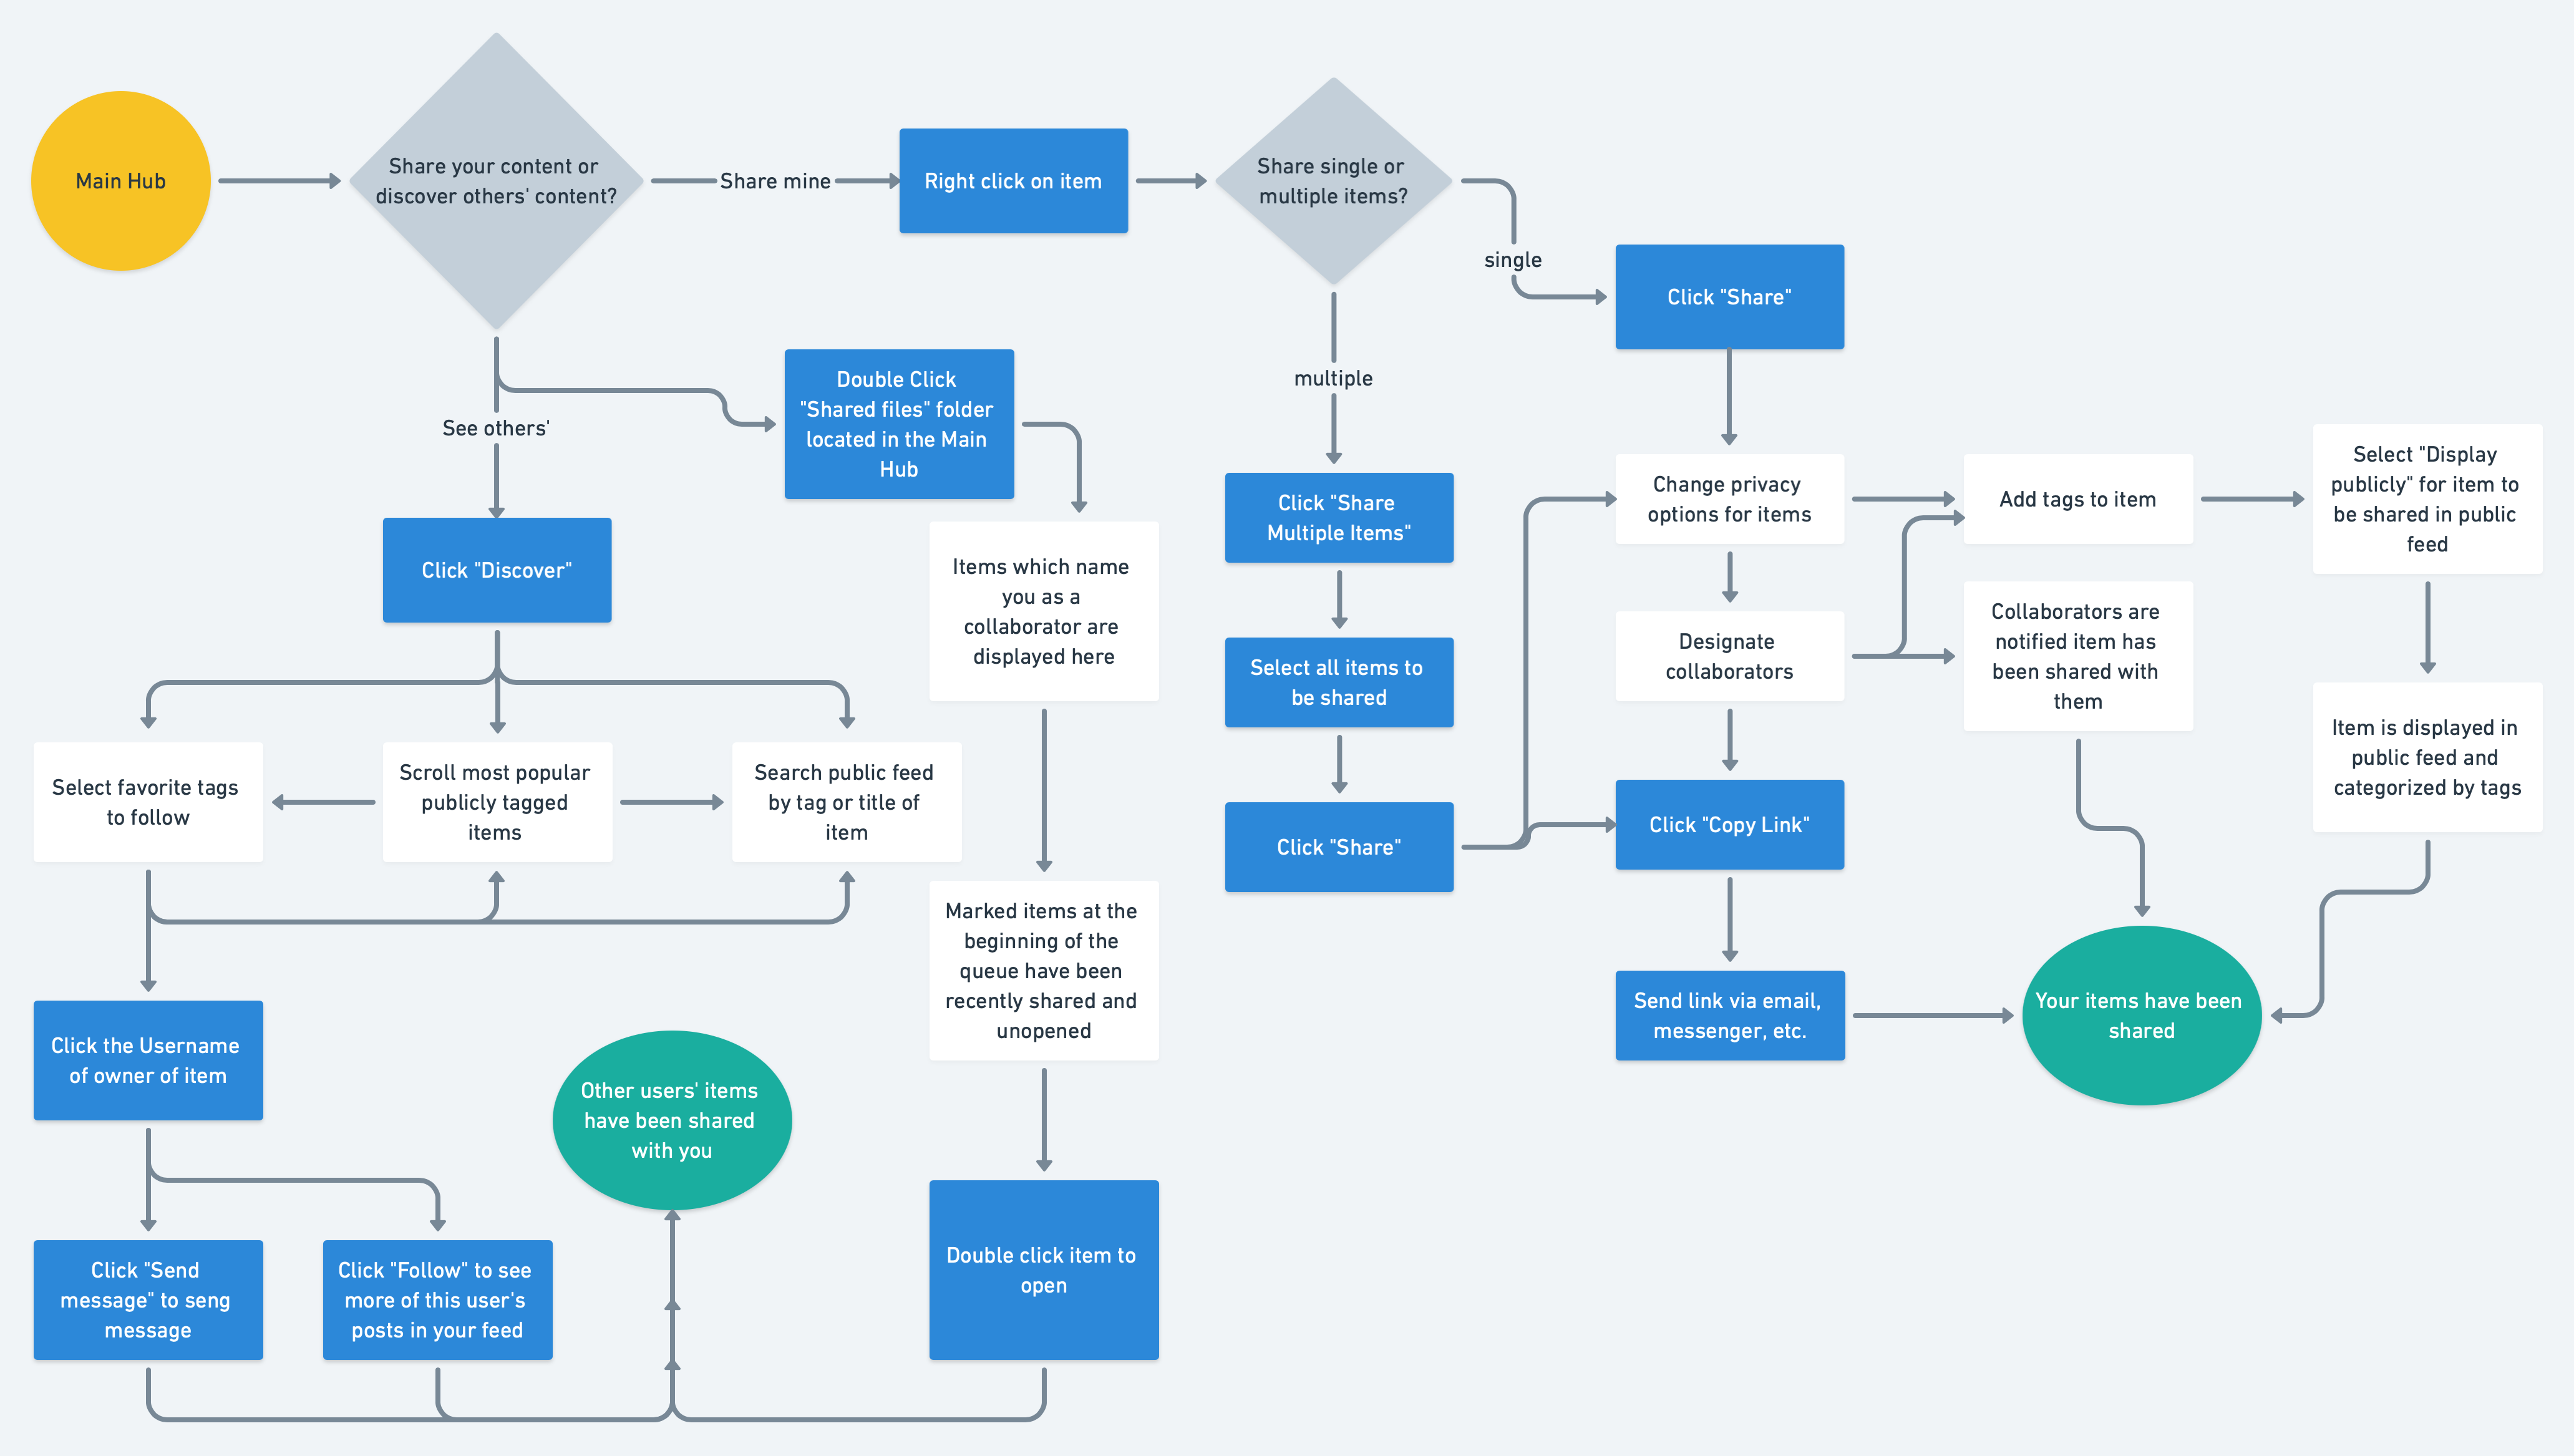 Main Hub
Share your content or
discover others' content?
Share mine
Right click on item
Share single or
multiple items?
single
Click "Share"
multiple
See others'
Double Click
"Shared files" folder
located in the Main
Hub
Click "Discover"
Items which name
you as a
collaborator are
displayed here
Click "Share
Multiple Items"
Select all items to
be shared
Click "Share"
Change privacy
options for items
Add tags to item
Select "Display
publicly" for item to
be shared in public
feed
Designate
collaborators
Collaborators are
notified item has
been shared with
them
Item is displayed in
public feed and
categorized by tags
Click "Copy Link"
Send link via email,
messenger, etc.
Your items have been
shared
Select favorite tags
to follow
Scroll most popular
publicly tagged
items
Search public feed
by tag or title of
item
Marked items at the
beginning of the
queue have been
recently shared and
unopened
Click the Username
of owner of item
Other users' items
have been shared
with you
Click "Send
message" to seng
message
Click "Follow" to see
more of this user's
posts in your feed
Double click item to
open